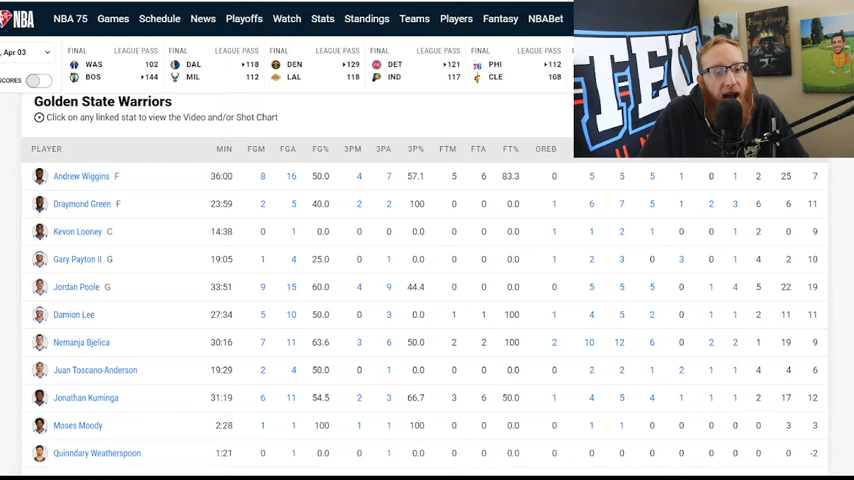 NBA NBA 75 Games Schedule News Playoffs Watch Stats Standings Teams Players Fantasy NBABet
, Apr 03
SCORES
FINAL LEAGUE PASS FINAL LEAGUE PASS FINAL LEAGUE PASS FINAL LEAGUE PASS FINAL LEAGUE PASS
WAS 102 DAL 118 DEN 129 DET 121 PHI 112
BOS 144 MIL 112 LAL 118 IND 117 CLE 108
Golden State Warriors
Click on any linked stat to view the Video and/or Shot Chart
PLAYER MIN FGM FGA FG% 3PM 3PA 3P% FTM FTA FT% OREB
Andrew Wiggins F 36:00 8 16 50.0 4 7 57.1 5 6 83.3 0 5 5 5 1 0 1 2 25 7
Draymond Green F 23:59 2 5 40.0 2 2 100 0 0 0.0 1 6 7 5 1 2 3 6 6 11
Kevon Looney C 14:38 0 1 0.0 0 0 0.0 0 0 0.0 1 1 2 1 0 0 1 2 0 9
Gary Payton II G 19:05 1 4 25.0 0 1 0.0 0 0 0.0 1 2 3 0 3 0 1 4 2 10
Jordan Poole G 33:51 9 15 60.0 4 9 44.4 0 0 0.0 0 5 5 5 0 1 4 5 22 19
Damion Lee 27:34 5 10 50.0 0 3 0.0 1 1 100 1 4 5 2 0 1 1 2 11 11
Nemanja Bjelica 30:16 7 11 63.6 3 6 50.0 2 2 100 2 10 12 6 0 2 2 1 19 9
Juan Toscano-Anderson 19:29 2 4 50.0 0 1 0.0 0 0 0.0 0 2 2 1 2 1 1 4 4 6
Jonathan Kuminga 31:19 6 11 54.5 2 3 66.7 3 6 50.0 1 4 5 4 1 1 1 2 17 12
Moses Moody 2:28 1 1 100 1 1 100 0 0 0.0 0 1 1 0 0 0 0 0 3 3
Quinndary Weatherspoon 1:21 0 1 0.0 0 1 0.0 0 0 0.0 0 0 0 0 0 0 0 0 0 -2
TEU